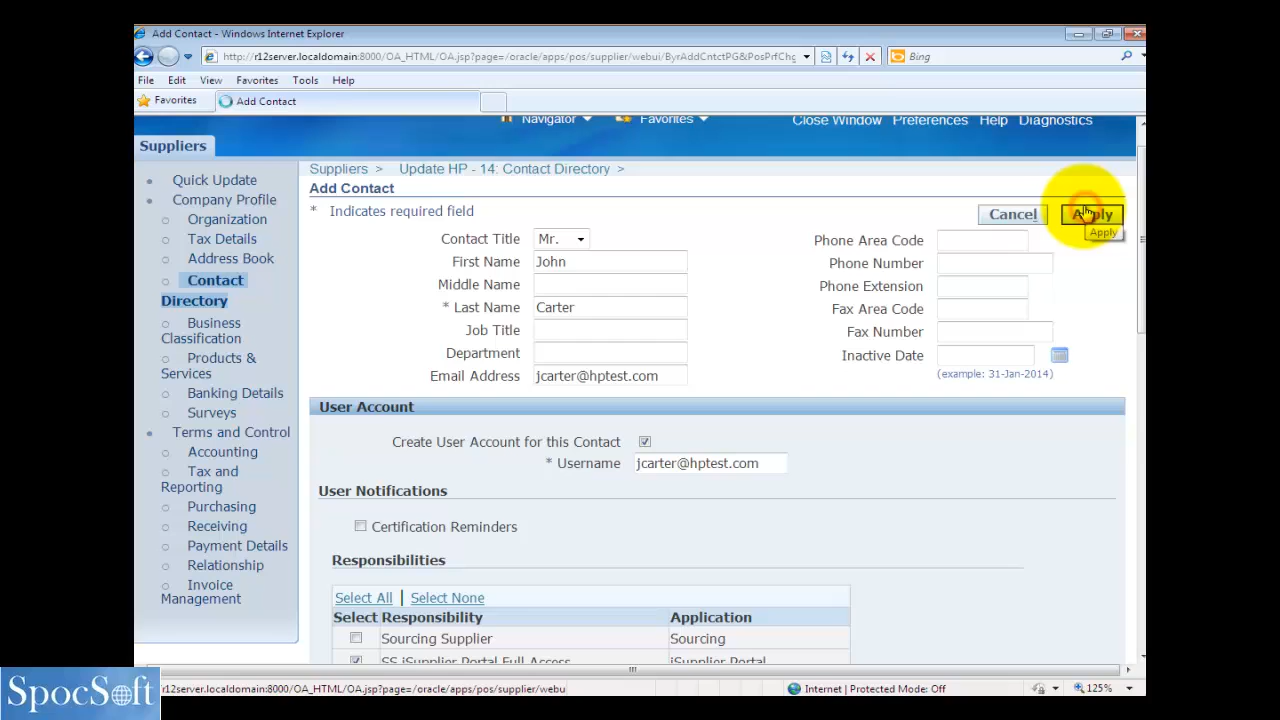 Add Contact - Windows Internet Explorer
http://r12server.localdomain:8000/OA_HTML/OA.jsp?page=/oracle/apps/pos/supplier/webui/ByrAddCntctPG&PosPrfChg
Bing
File Edit View Favorites Tools Help
Favorites
Add Contact
Navigator Favorites Close Window Preferences Help Diagnostics
Suppliers
Quick Update
Company Profile
Organization
Tax Details
Address Book
Contact
Directory
Business
Classification
Products &
Services
Banking Details
Surveys
Terms and Control
Accounting
Tax and
Reporting
Purchasing
Receiving
Payment Details
Relationship
Invoice
Management
Suppliers > Update HP - 14: Contact Directory >
Add Contact
* Indicates required field
Cancel Apply
Apply
Contact Title Mr.
First Name John
Middle Name
* Last Name Carter
Job Title
Department
Email Address jcarter@hptest.com
Phone Area Code
Phone Number
Phone Extension
Fax Area Code
Fax Number
Inactive Date
(example: 31-Jan-2014)
User Account
Create User Account for this Contact
* Username jcarter@hptest.com
User Notifications
Certification Reminders
Responsibilities
Select All | Select None
Select Responsibility Application
Sourcing Supplier Sourcing
SS iSupplier Portal Full Access iSupplier Portal
r12server.localdomain:8000/OA_HTML/OA.jsp?page=/oracle/apps/pos/supplier/webu
Internet | Protected Mode: Off
125%
SpocSoft